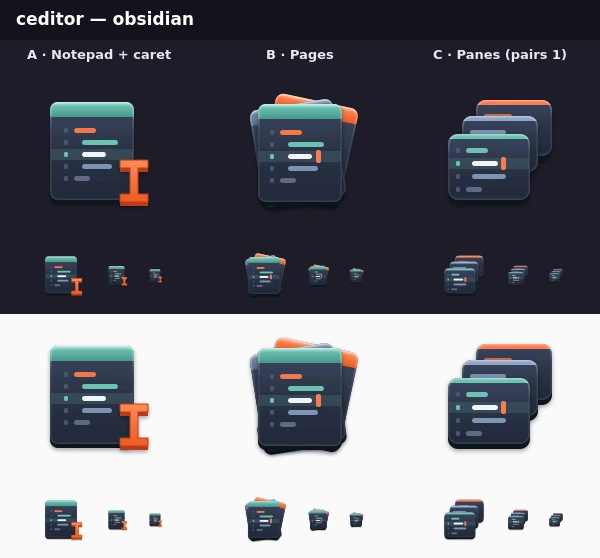 ceditor — obsidian
A · Notepad + caret
B · Pages
C · Panes (pairs 1)